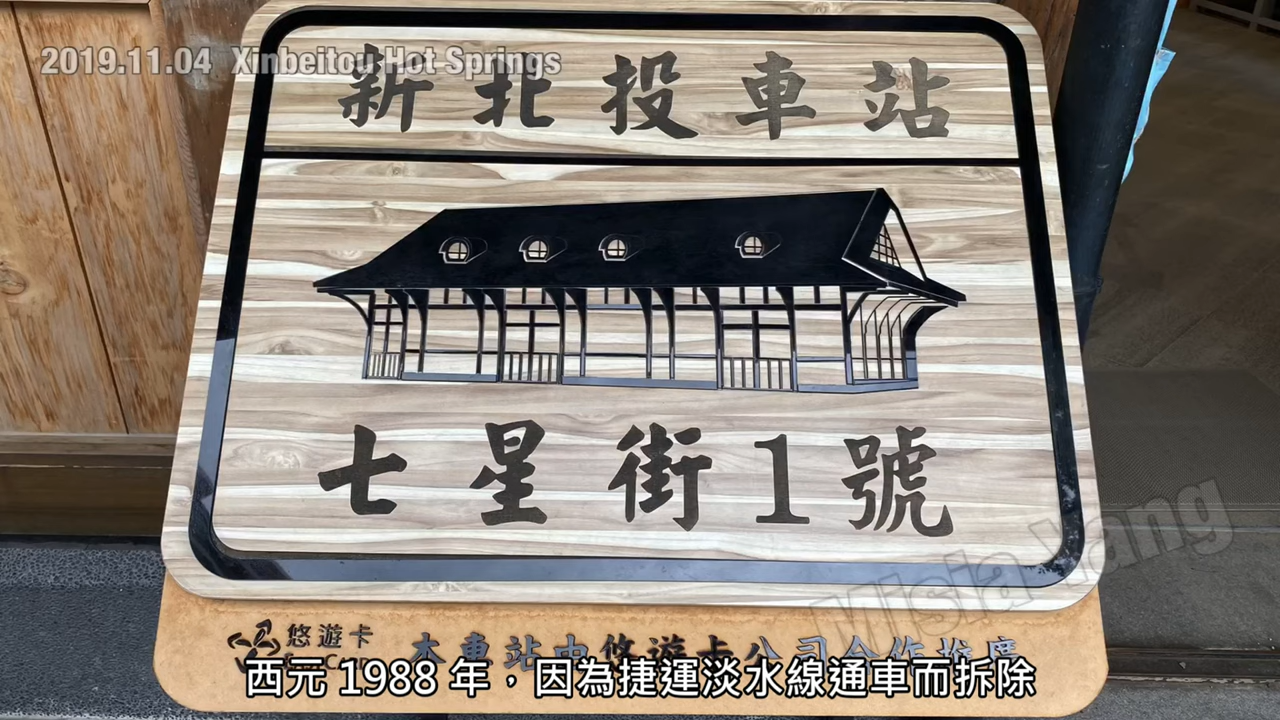 2019.11.04 Xinbeitou Hot Springs
新北投車站
七星街1號
悠遊卡
本車站由悠遊卡公司合作推廣
西元 1988 年，因為捷運淡水線通車而拆除
Misia Yang